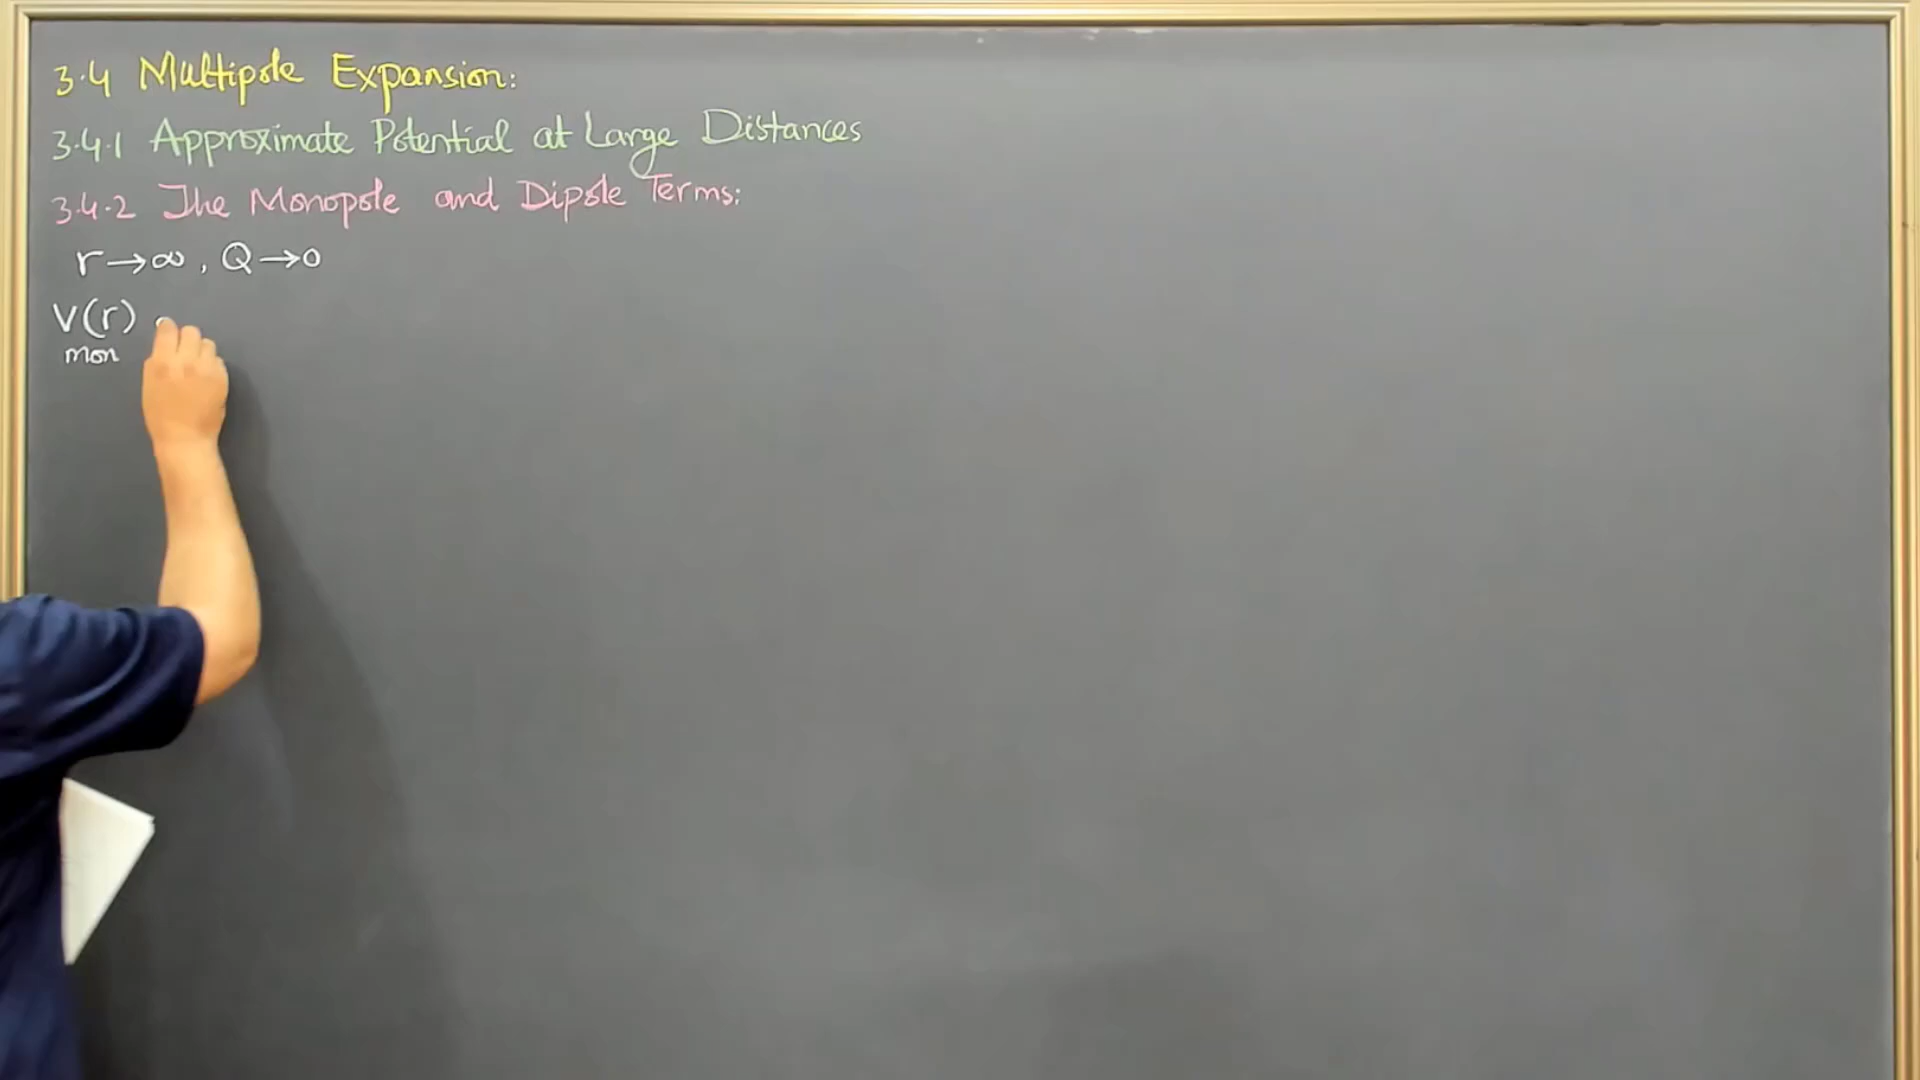 3.4 Multipole Expansion:
3.4.1 Approximate Potential at Large Distances
3.4.2 The Monopole and Dipole Terms:
r→∞, Q→0
V(r)
mon